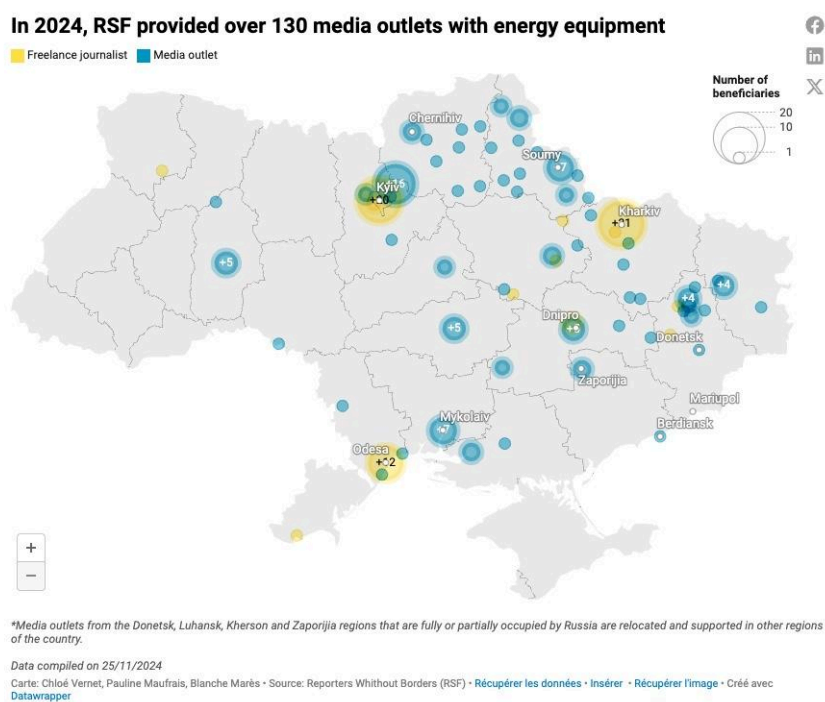 In 2024, RSF provided over 130 media outlets with energy equipment
Freelance journalist
Media outlet
Number of
beneficiaries
20
10
1
Chernihiv
Soumy
+7
Kyiv
Kharkiv
+5
+4
+4
Dnipro
+5
Donetsk
Zaporijia
Mariupol
Mykolaiv
Berdiansk
Odesa
+
−
*Media outlets from the Donetsk, Luhansk, Kherson and Zaporijia regions that are fully or partially occupied by Russia are relocated and supported in other regions
of the country.
Data compiled on 25/11/2024
Carte: Chloé Vernet, Pauline Maufrais, Blanche Marès • Source: Reporters Whithout Borders (RSF) • Récupérer les données • Insérer • Récupérer l'image • Créé avec
Datawrapper